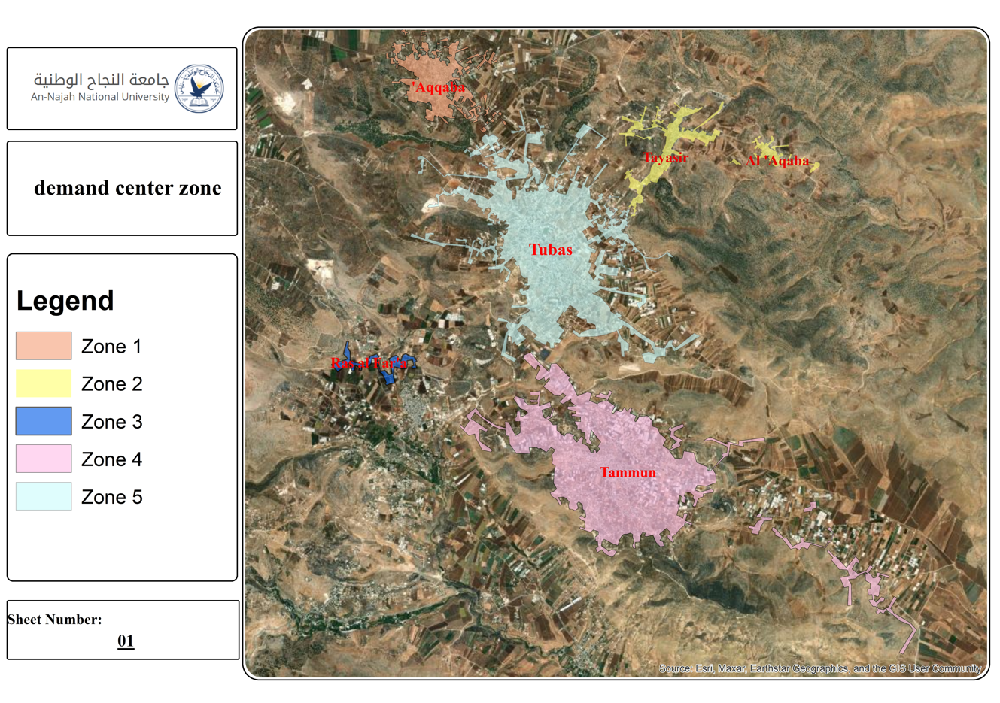 جامعة النجاح الوطنية
An-Najah National University
demand center zone
Legend
Zone 1
Zone 2
Zone 3
Zone 4
Zone 5
Sheet Number:
01
'Aqqaba
Tayasir
Al 'Aqaba
Tubas
Ras al Far'a
Tammun
Source: Esri, Maxar, Earthstar Geographics, and the GIS User Community